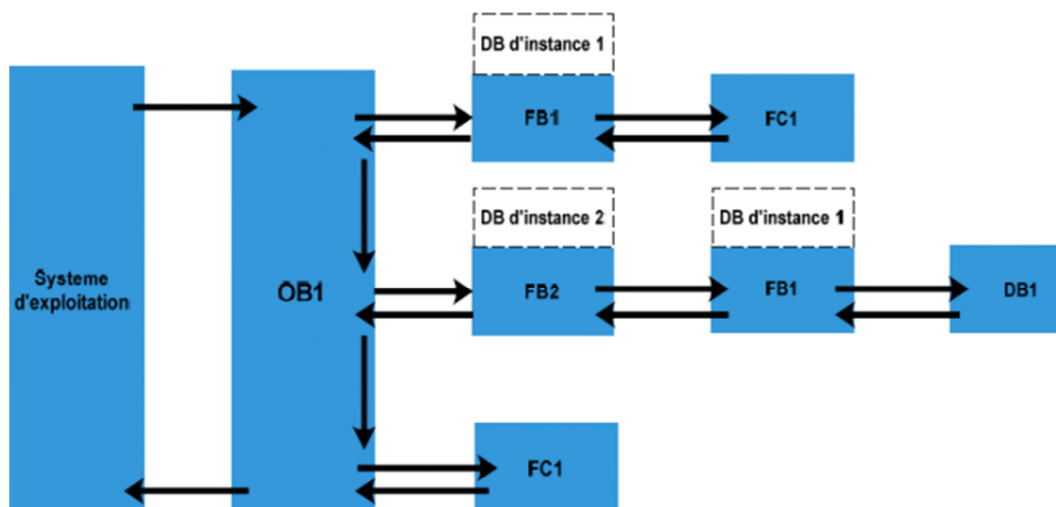 DB d'instance 1
FB1
FC1
DB d'instance 2
DB d'instance 1
Systeme
d'exploitation
OB1
FB2
FB1
DB1
FC1